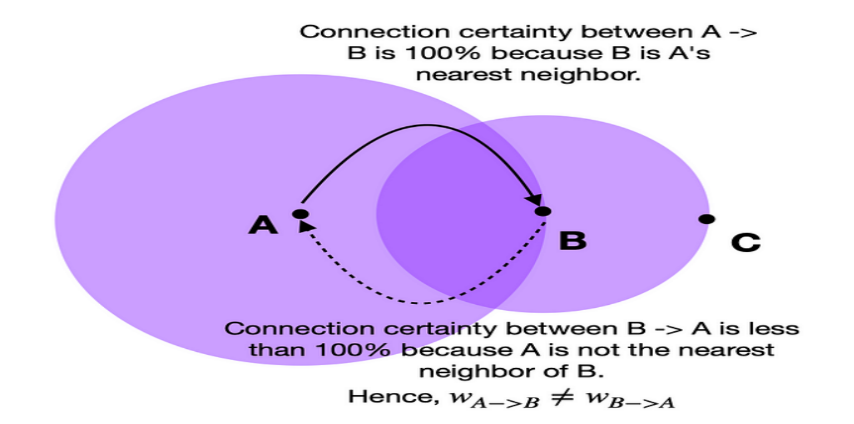 Connection certainty between A ->
B is 100% because B is A's
nearest neighbor.
A
B
C
Connection certainty between B -> A is less
than 100% because A is not the nearest
neighbor of B.
Hence, w_{A−>B} ≠ w_{B−>A}